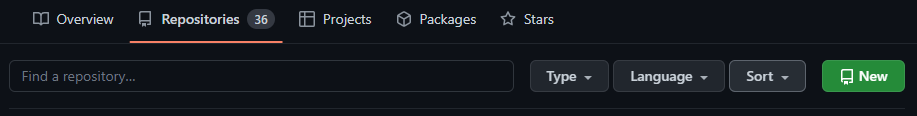 Overview Repositories 36 Projects Packages Stars
Find a repository... Type Language Sort New